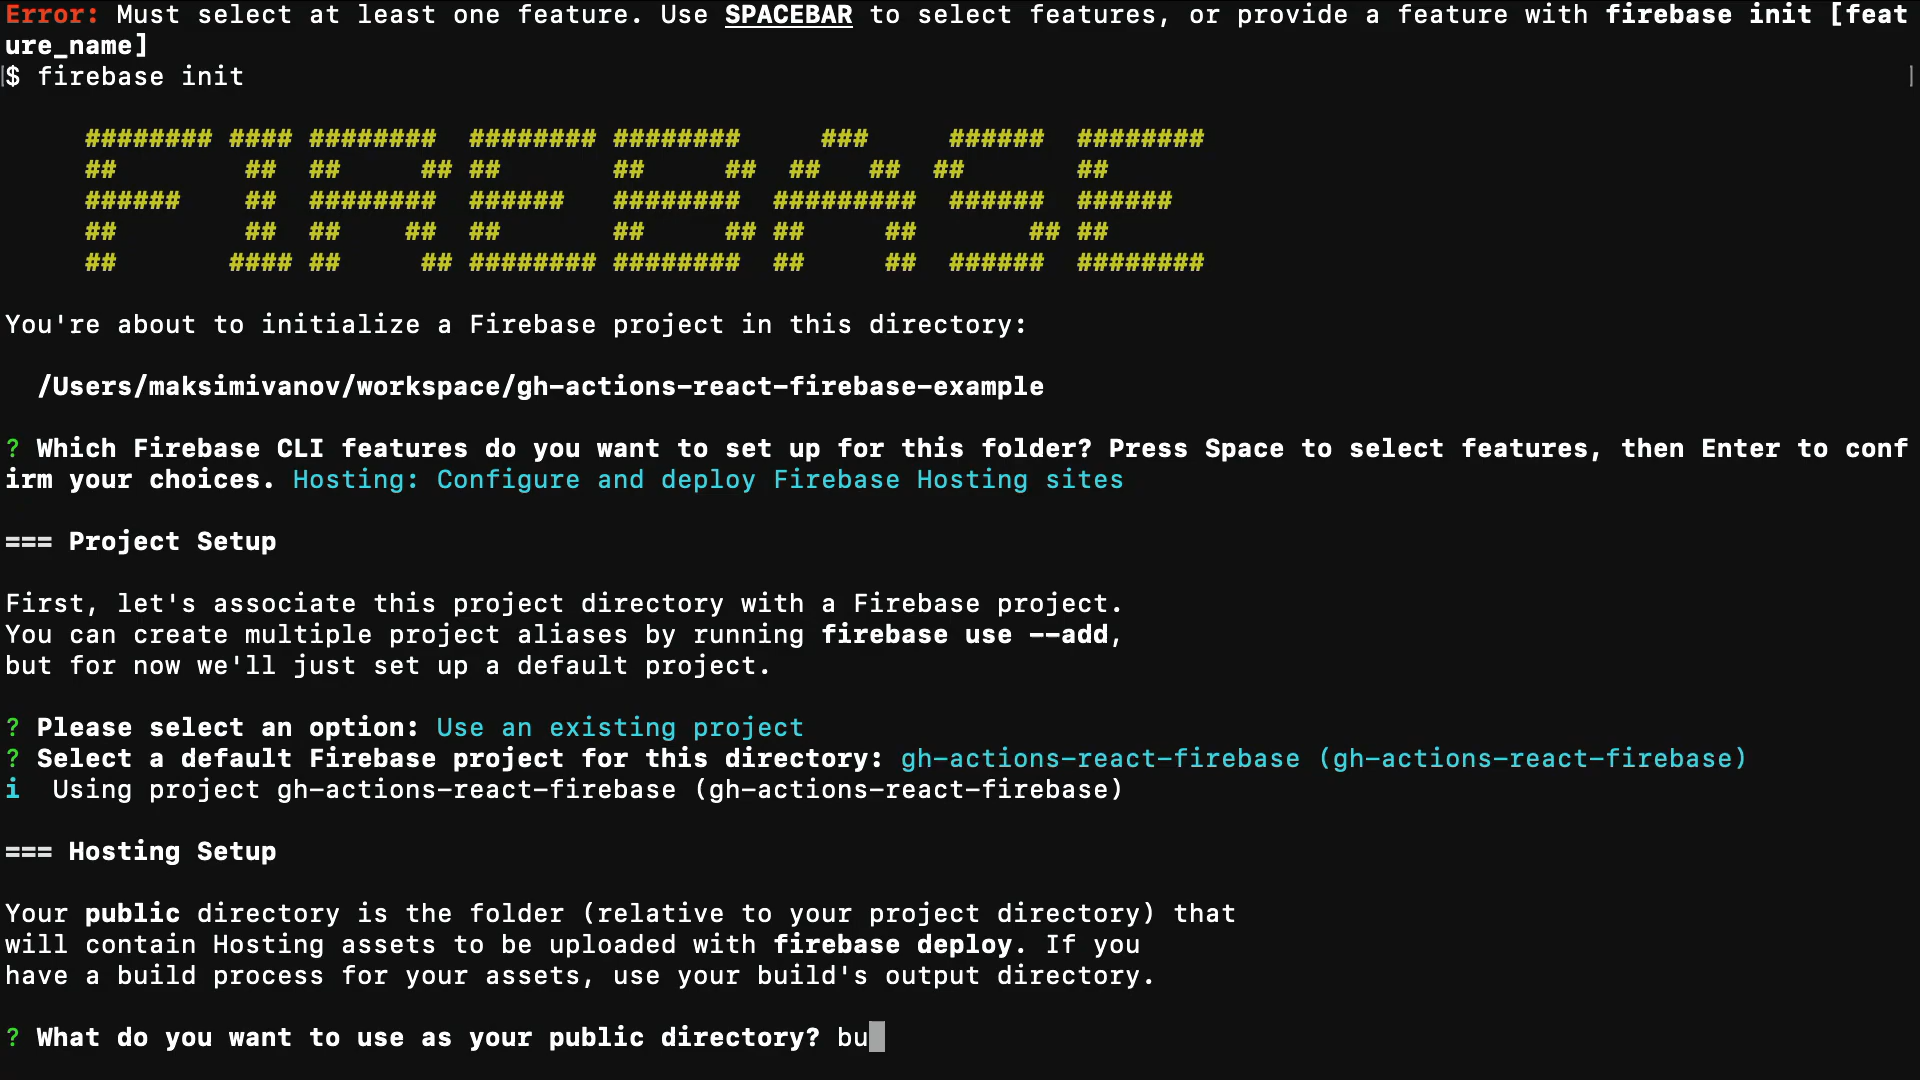 Error: Must select at least one feature. Use SPACEBAR to select features, or provide a feature with firebase init [feat
ure_name]
$ firebase init
######## #### ########  ######## ########    ###     ######  ########
##        ##  ##     ## ##       ##     ##  ##   ##  ##       ##
######    ##  ########  ######   ########  #########  ######  ######
##        ##  ##    ##  ##       ##     ## ##     ##       ## ##
##       #### ##     ## ######## ########  ##     ##  ######  ########
You're about to initialize a Firebase project in this directory:
/Users/maksimivanov/workspace/gh-actions-react-firebase-example
? Which Firebase CLI features do you want to set up for this folder? Press Space to select features, then Enter to conf
irm your choices. Hosting: Configure and deploy Firebase Hosting sites
=== Project Setup
First, let's associate this project directory with a Firebase project.
You can create multiple project aliases by running firebase use --add,
but for now we'll just set up a default project.
? Please select an option: Use an existing project
? Select a default Firebase project for this directory: gh-actions-react-firebase (gh-actions-react-firebase)
i  Using project gh-actions-react-firebase (gh-actions-react-firebase)
=== Hosting Setup
Your public directory is the folder (relative to your project directory) that
will contain Hosting assets to be uploaded with firebase deploy. If you
have a build process for your assets, use your build's output directory.
? What do you want to use as your public directory? bu